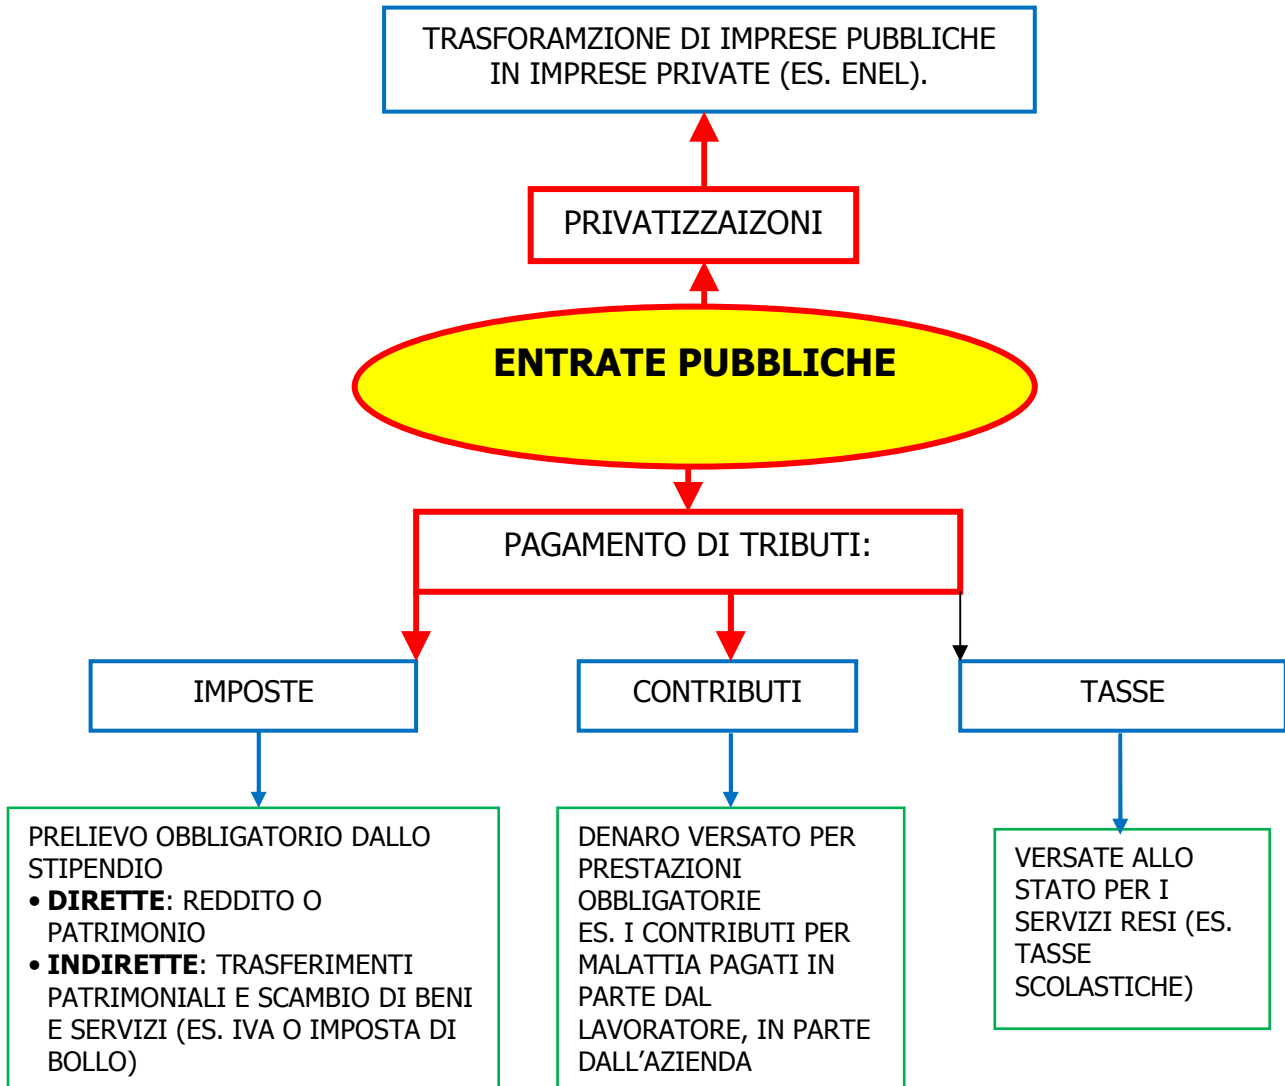 TRASFORAMZIONE DI IMPRESE PUBBLICHE
IN IMPRESE PRIVATE (ES. ENEL).
PRIVATIZZAIZONI
ENTRATE PUBBLICHE
PAGAMENTO DI TRIBUTI:
IMPOSTE
CONTRIBUTI
TASSE
PRELIEVO OBBLIGATORIO DALLO
STIPENDIO
• DIRETTE: REDDITO O
PATRIMONIO
• INDIRETTE: TRASFERIMENTI
PATRIMONIALI E SCAMBIO DI BENI
E SERVIZI (ES. IVA O IMPOSTA DI
BOLLO)
DENARO VERSATO PER
PRESTAZIONI
OBBLIGATORIE
ES. I CONTRIBUTI PER
MALATTIA PAGATI IN
PARTE DAL
LAVORATORE, IN PARTE
DALL'AZIENDA
VERSATE ALLO
STATO PER I
SERVIZI RESI (ES.
TASSE
SCOLASTICHE)